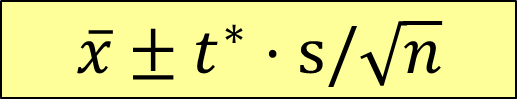 x̄ ± t* · s/√n